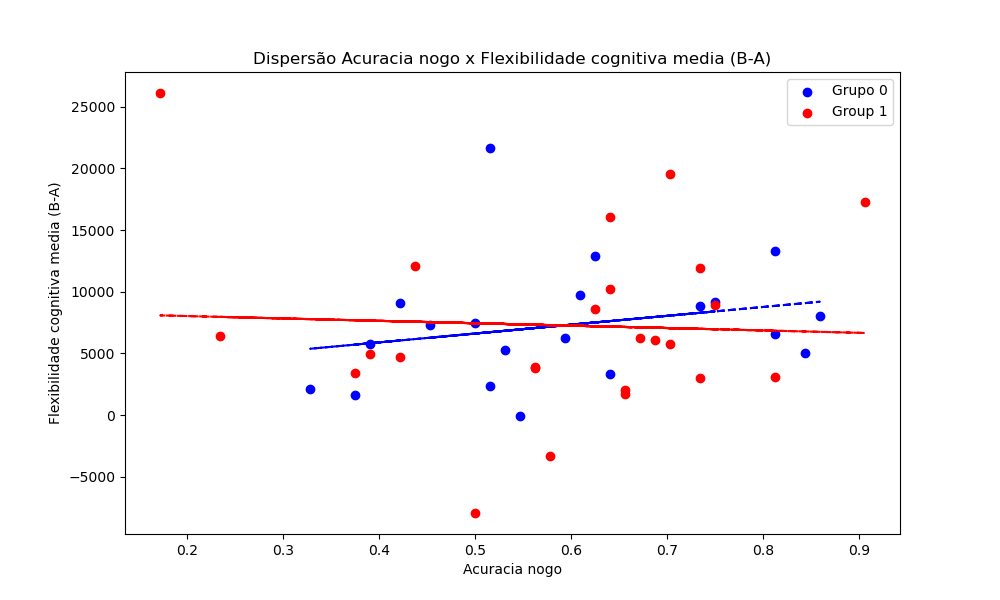 Dispersão Acuracia nogo x Flexibilidade cognitiva media (B-A)
Grupo 0
Group 1
Flexibilidade cognitiva media (B-A)
25000
20000
15000
10000
5000
0
−5000
0.2 0.3 0.4 0.5 0.6 0.7 0.8 0.9
Acuracia nogo